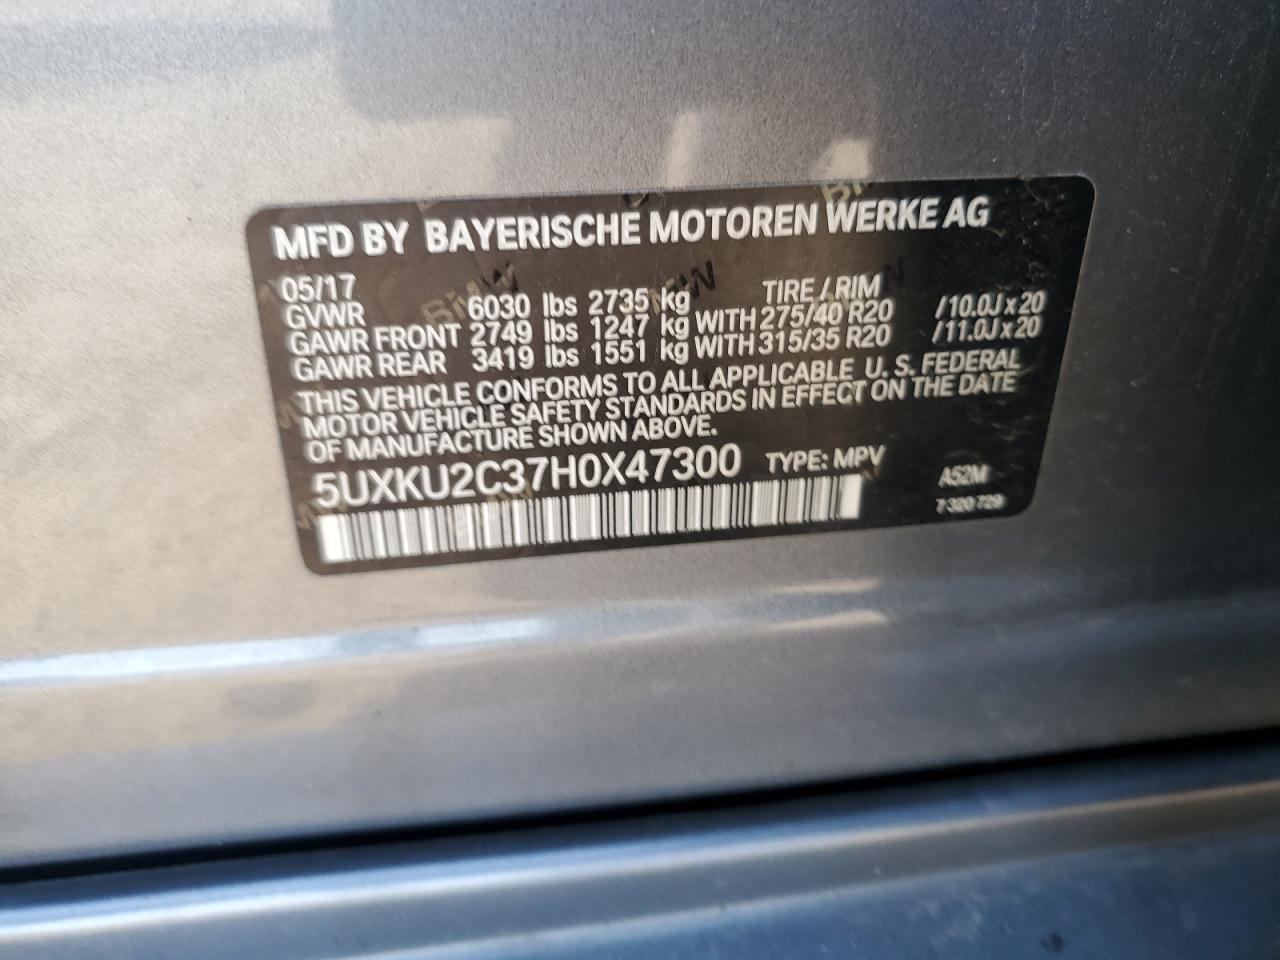 MFD BY BAYERISCHE MOTOREN WERKE AG
05/17 TIRE / RIM
GVWR 6030 lbs 2735 kg
GAWR FRONT 2749 lbs 1247 kg WITH 275/40 R20 /10.0J x 20
GAWR REAR 3419 lbs 1551 kg WITH 315/35 R20 /11.0J x 20
THIS VEHICLE CONFORMS TO ALL APPLICABLE U. S. FEDERAL
MOTOR VEHICLE SAFETY STANDARDS IN EFFECT ON THE DATE
OF MANUFACTURE SHOWN ABOVE.
5UXKU2C37H0X47300 TYPE: MPV
A52M
7 320 729